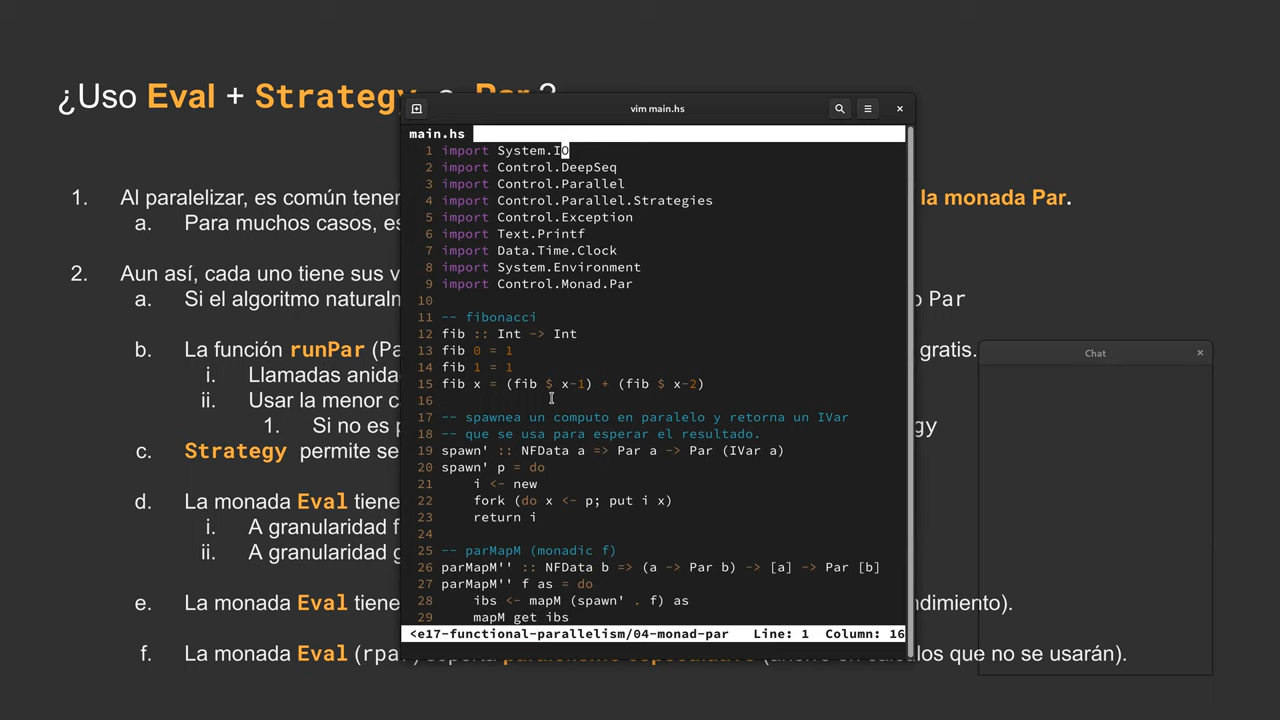 ¿Uso Eval + Strategy o Par ?
1. Al paralelizar, es común tener
la monada Par.
a. Para muchos casos, es
2. Aun así, cada uno tiene sus v
a. Si el algoritmo naturalm
Par
b. La función runPar (Pa
gratis.
i. Llamadas anida
ii. Usar la menor c
1. Si no es p
gy
c. Strategy permite se
d. La monada Eval tiene
i. A granularidad f
ii. A granularidad g
e. La monada Eval tiene
ndimiento).
f. La monada Eval (rpar) soporta paralelismo especulativo (ahorro en cálculos que no se usarán).
vim main.hs
main.hs
1 import System.IO
2 import Control.DeepSeq
3 import Control.Parallel
4 import Control.Parallel.Strategies
5 import Control.Exception
6 import Text.Printf
7 import Data.Time.Clock
8 import System.Environment
9 import Control.Monad.Par
10
11 -- fibonacci
12 fib :: Int -> Int
13 fib 0 = 1
14 fib 1 = 1
15 fib x = (fib $ x-1) + (fib $ x-2)
16
17 -- spawnea un computo en paralelo y retorna un IVar
18 -- que se usa para esperar el resultado.
19 spawn' :: NFData a => Par a -> Par (IVar a)
20 spawn' p = do
21 i <- new
22 fork (do x <- p; put i x)
23 return i
24
25 -- parMapM (monadic f)
26 parMapM'' :: NFData b => (a -> Par b) -> [a] -> Par [b]
27 parMapM'' f as = do
28 ibs <- mapM (spawn' . f) as
29 mapM get ibs
<e17-functional-parallelism/04-monad-par Line: 1 Column: 16
Chat